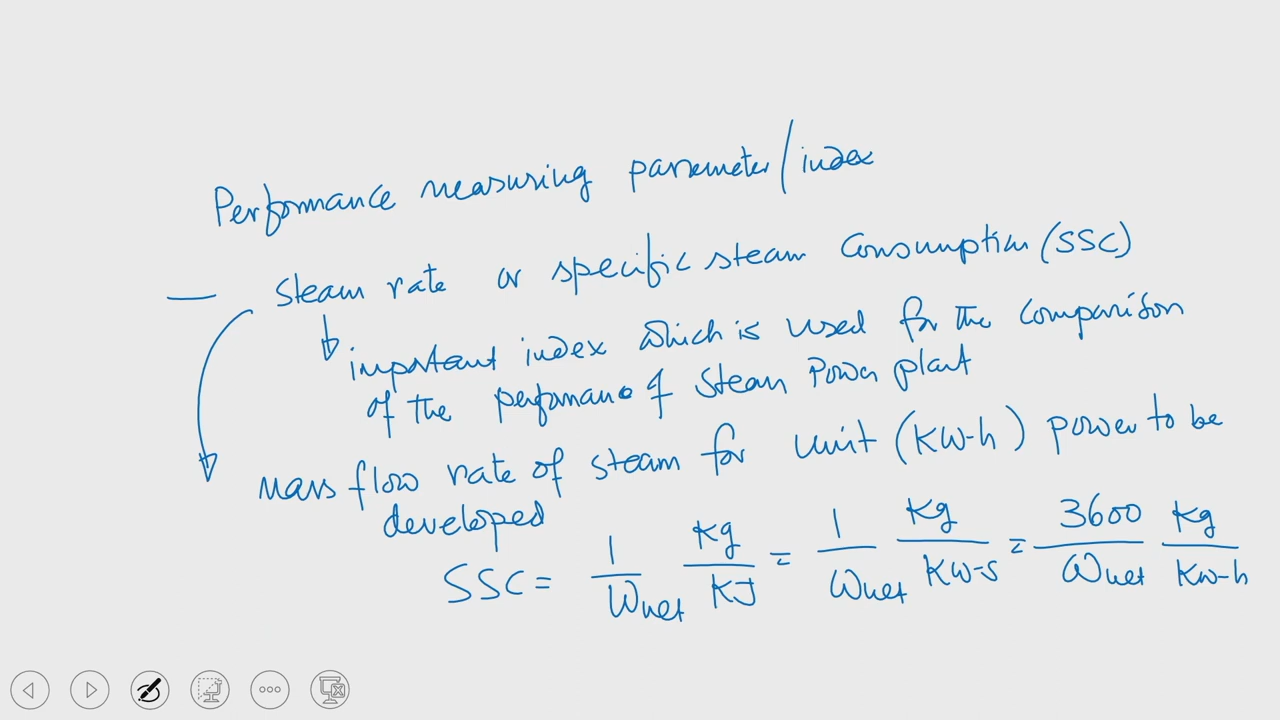 Performance measuring parameter/index
— Steam rate or specific steam Consumption (SSC)
important index which is used for the comparison
of the performance of Steam Power plant
mass flow rate of steam for unit (KW-h) power to be
developed
SSC = 1/Wnet Kg/KJ = 1/Wnet Kg/KW-s = 3600/Wnet Kg/KW-h